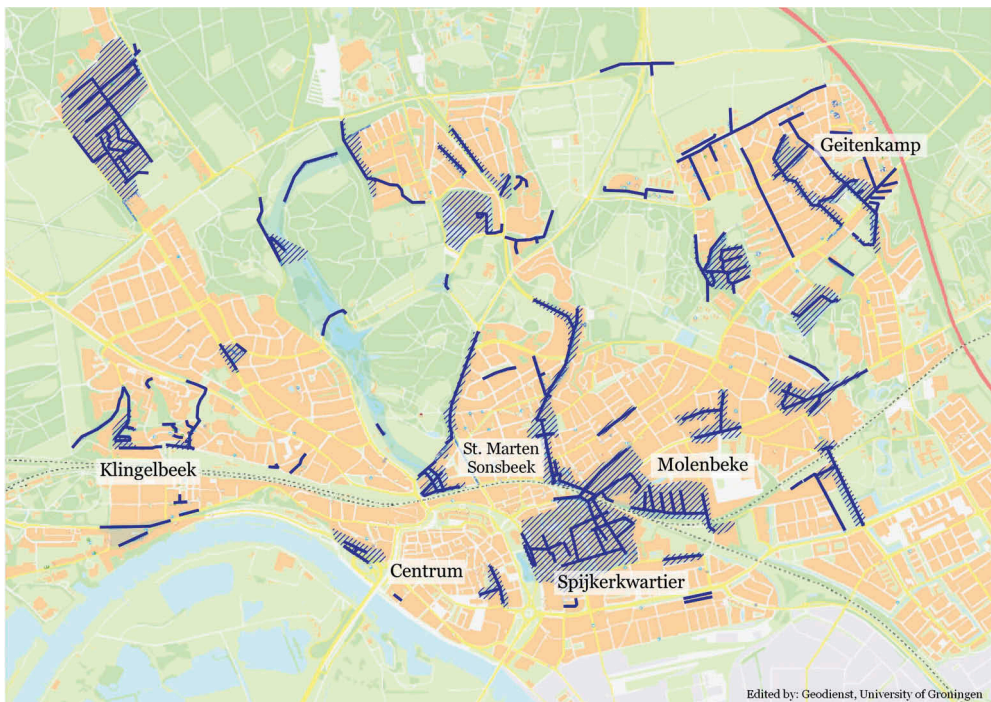 Geitenkamp
St. Marten
Sonsbeek
Molenbeke
Klingelbeek
Centrum
Spijkerkwartier
Edited by: Geodienst, University of Groningen